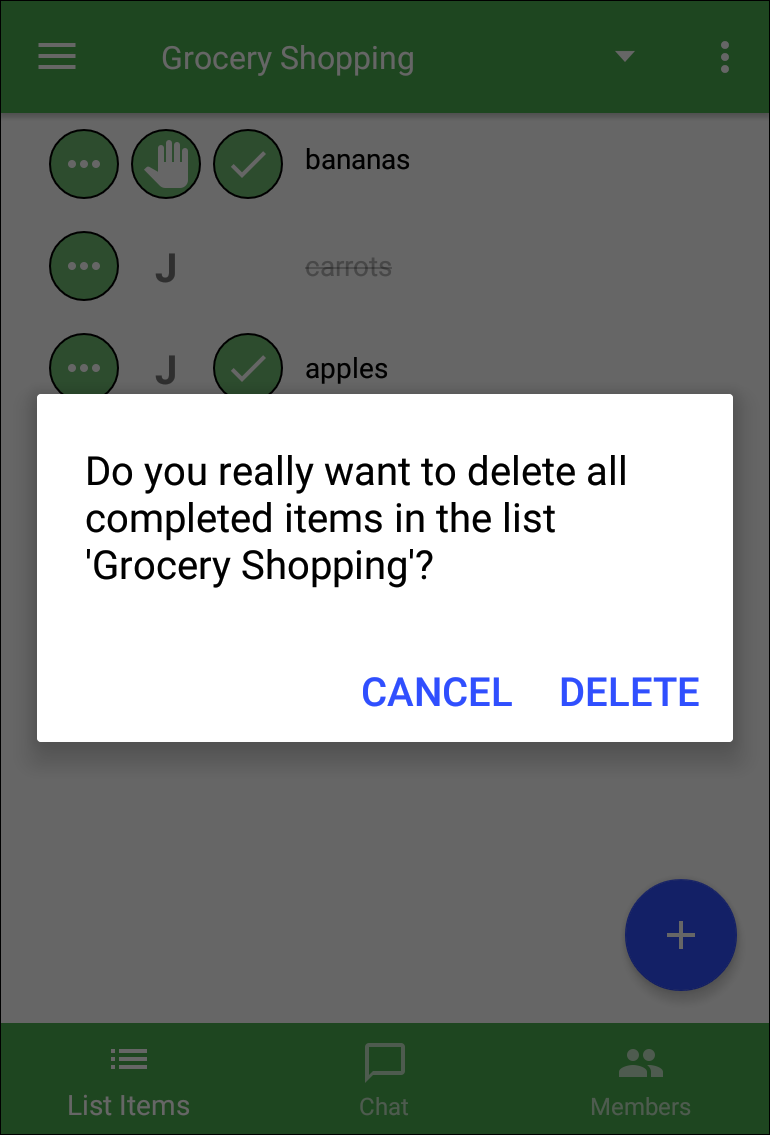 Grocery Shopping
bananas
J carrots
J apples
Do you really want to delete all
completed items in the list
'Grocery Shopping'?
CANCEL DELETE
List Items Chat Members